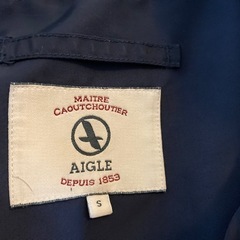 MAITRE
CAOUTCHOUTIER
AIGLE
DEPUIS 1853
S